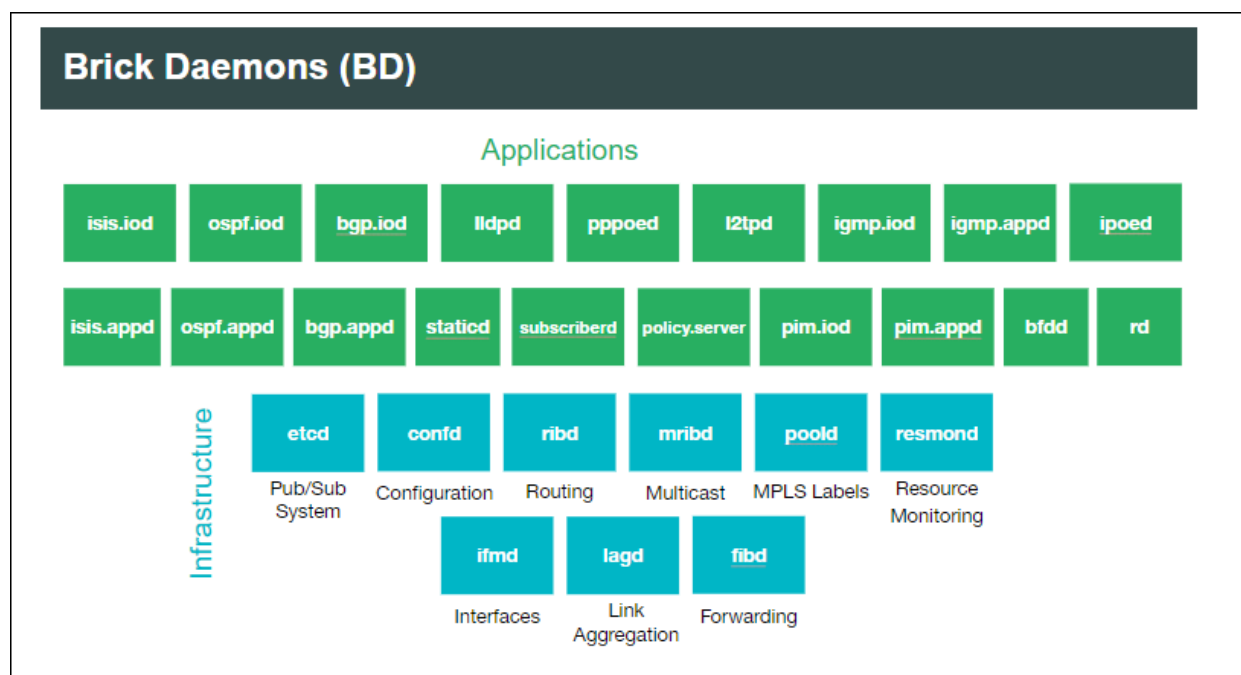 Brick Daemons (BD)
Applications
isis.iod ospf.iod bgp.iod lldpd pppoed l2tpd igmp.iod igmp.appd ipoed
isis.appd ospf.appd bgp.appd staticd subscriberd policy.server pim.iod pim.appd bfdd rd
Infrastructure
etcd confd ribd mribd poold resmond
Pub/Sub Configuration Routing Multicast MPLS Labels Resource
System Monitoring
ifmd lagd fibd
Interfaces Link Forwarding
Aggregation